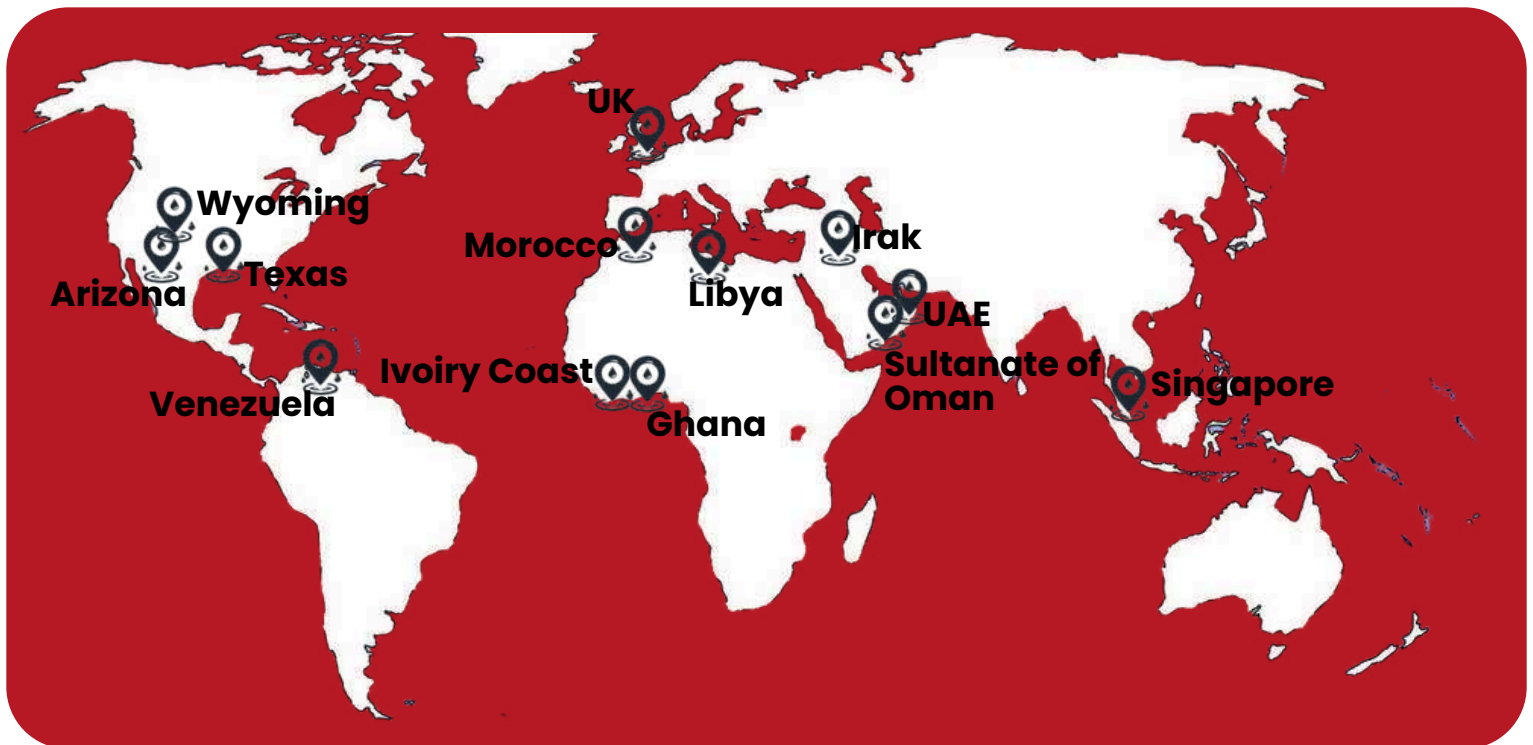 UK
Wyoming
Morocco
Irak
Arizona
Texas
Libya
UAE
Ivoiry Coast
Sultanate of
Oman
Singapore
Venezuela
Ghana